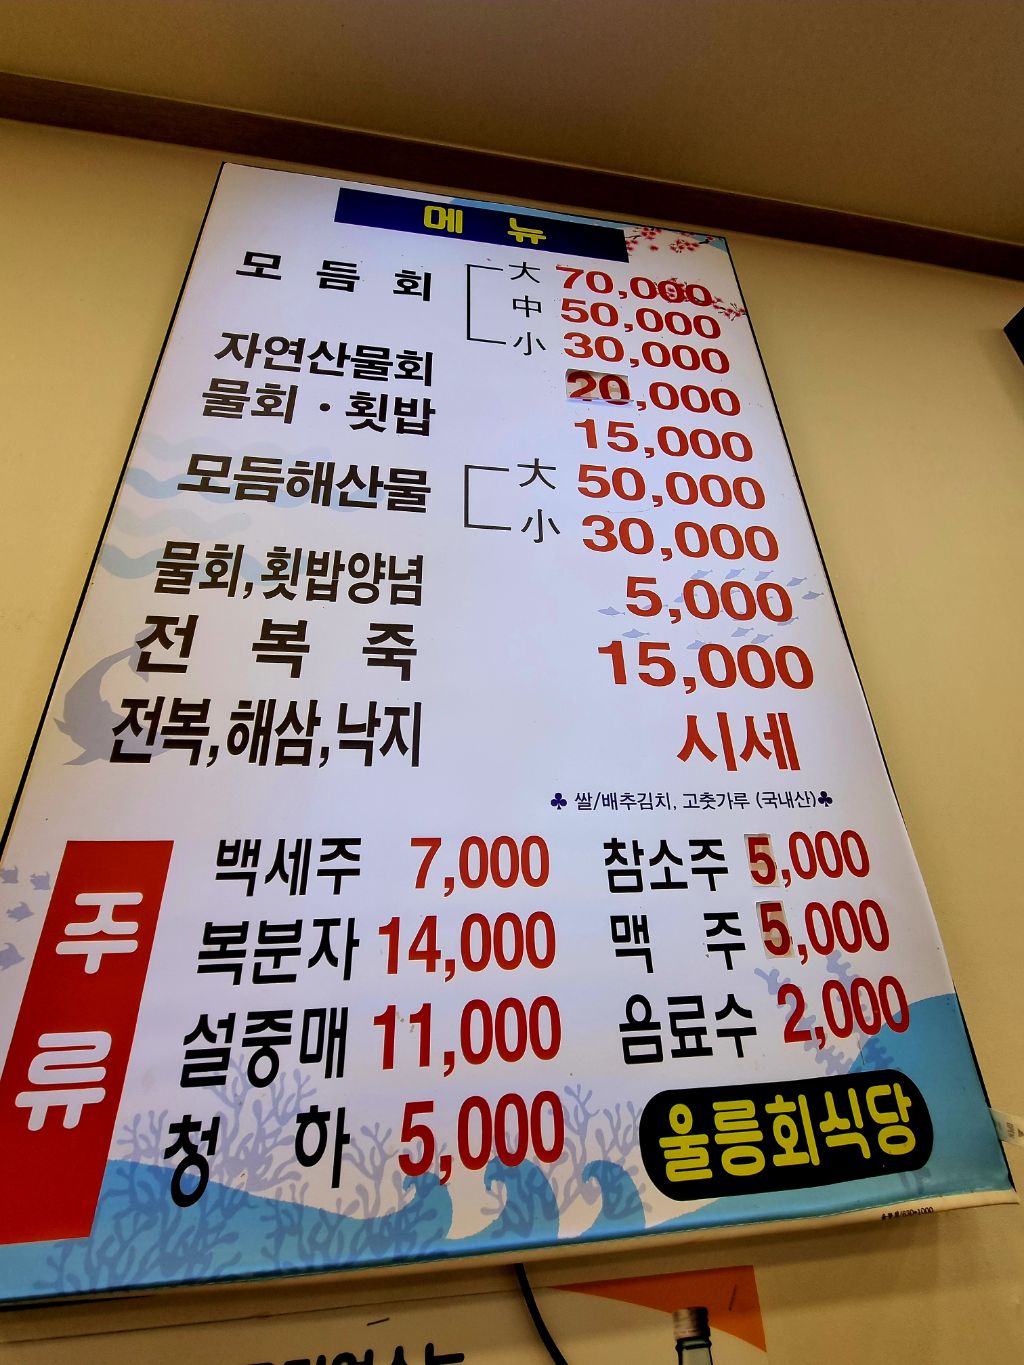 메 뉴
모 듬 회 大 70,000
中 50,000
小 30,000
자연산물회 20,000
물회 · 횟밥 15,000
모듬해산물 大 50,000
小 30,000
물회,횟밥양념 5,000
전 복 죽 15,000
전복,해삼,낙지 시세
♣ 쌀/배추김치, 고춧가루 (국내산)♣
주류
백세주 7,000 참소주 5,000
복분자 14,000 맥 주 5,000
설중매 11,000 음료수 2,000
청 하 5,000
울릉회식당